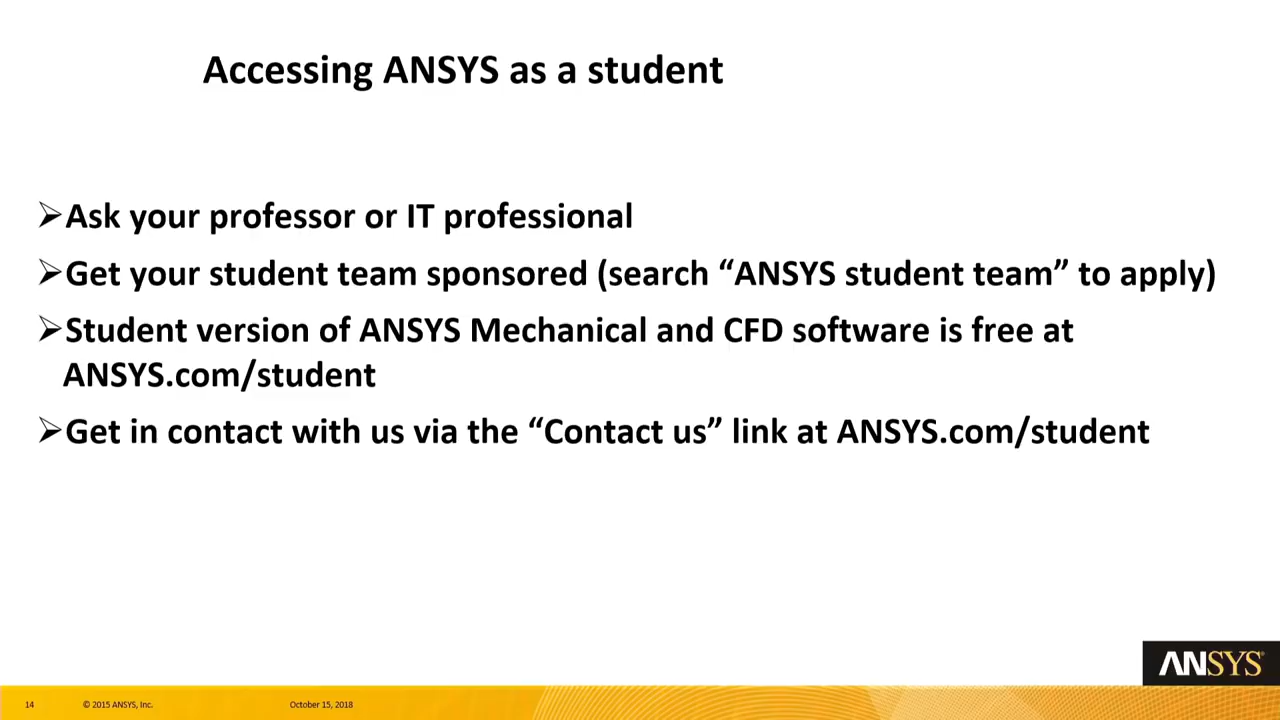 Accessing ANSYS as a student
➢Ask your professor or IT professional
➢Get your student team sponsored (search “ANSYS student team” to apply)
➢Student version of ANSYS Mechanical and CFD software is free at
ANSYS.com/student
➢Get in contact with us via the “Contact us” link at ANSYS.com/student
ANSYS®
14 © 2015 ANSYS, Inc. October 15, 2018